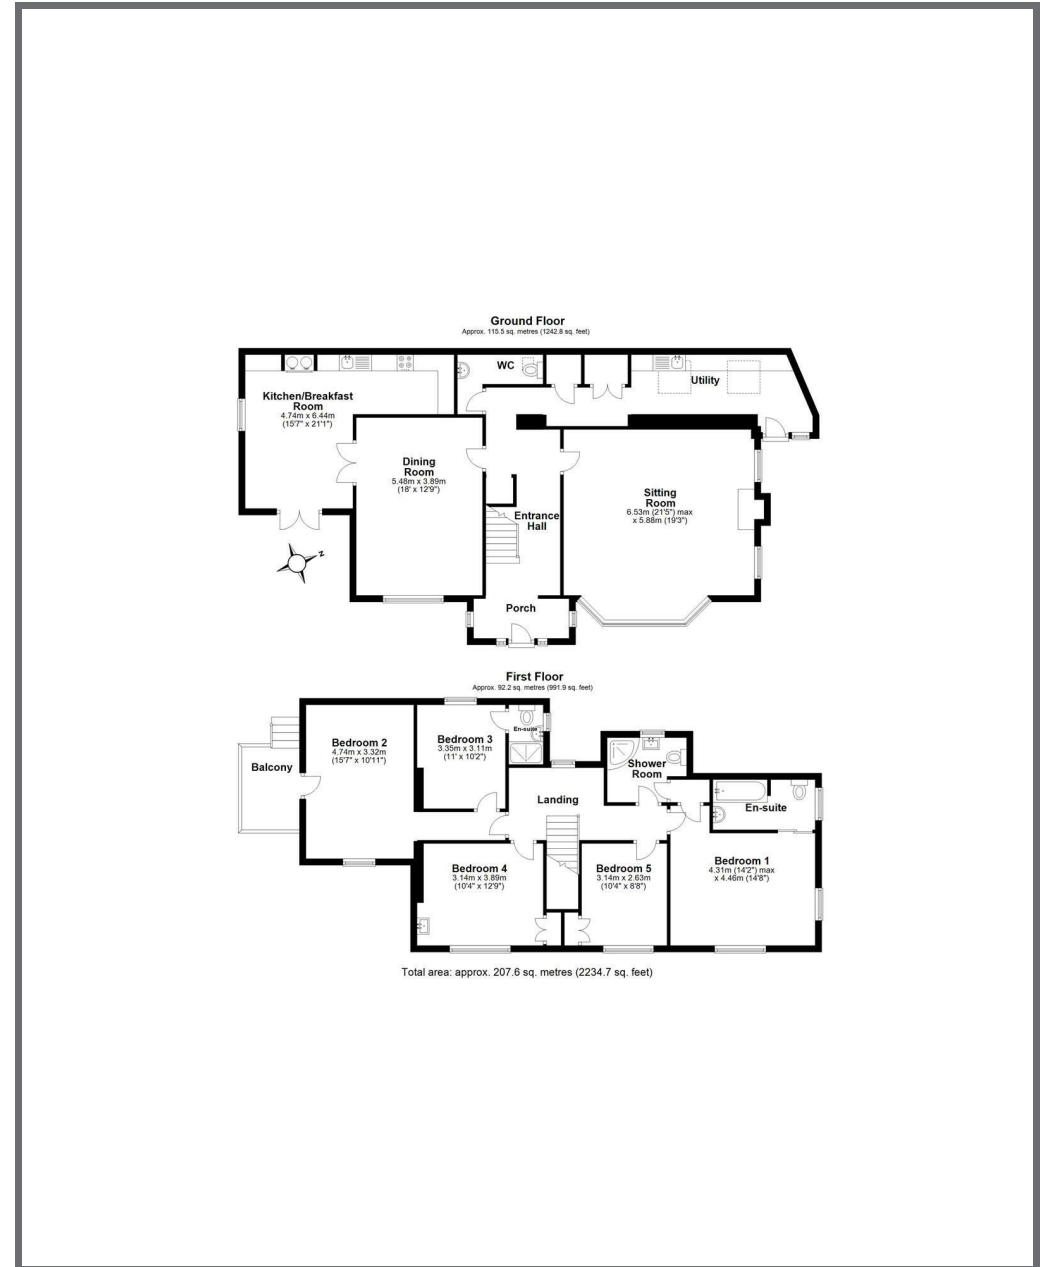 Ground Floor
Approx. 115.5 sq. metres (1242.8 sq. feet)
WC
Utility
Kitchen/Breakfast
Room
4.74m x 6.44m
(15'7" x 21'1")
Dining
Room
5.48m x 3.89m
(18' x 12'9")
Sitting
Room
6.53m (21'5") max
x 5.88m (19'3")
Entrance
Hall
N
Porch
First Floor
Approx. 92.2 sq. metres (991.9 sq. feet)
Bedroom 2
4.74m x 3.32m
(15'7" x 10'11")
Balcony
Bedroom 3
3.35m x 3.11m
(11' x 10'2")
En-suite
Shower
Room
Landing
En-suite
Bedroom 4
3.14m x 3.89m
(10'4" x 12'9")
Bedroom 5
3.14m x 2.63m
(10'4" x 8'8")
Bedroom 1
4.31m (14'2") max
x 4.46m (14'8")
Total area: approx. 207.6 sq. metres (2234.7 sq. feet)